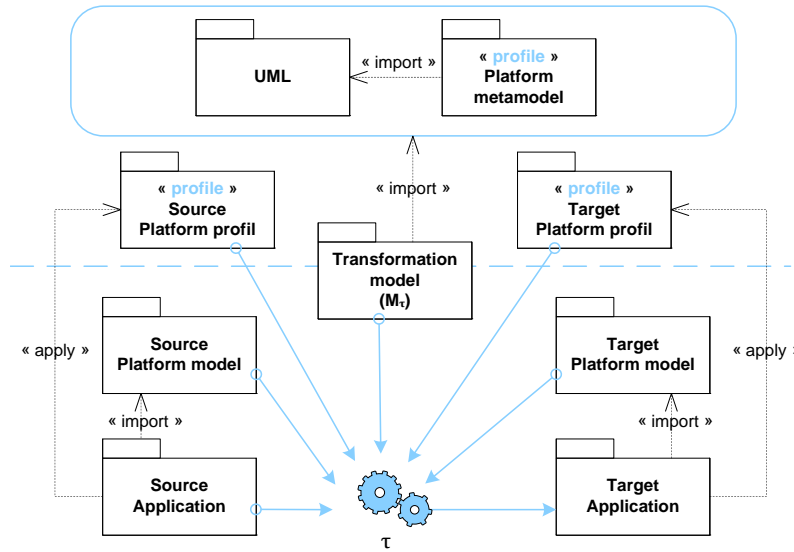 UML
« import »
« profile »
Platform
metamodel
« profile »
Source
Platform profil
« import »
« profile »
Target
Platform profil
Transformation
model
(Mτ)
Source
Platform model
Target
Platform model
« apply »
« apply »
« import »
« import »
Source
Application
Target
Application
τ